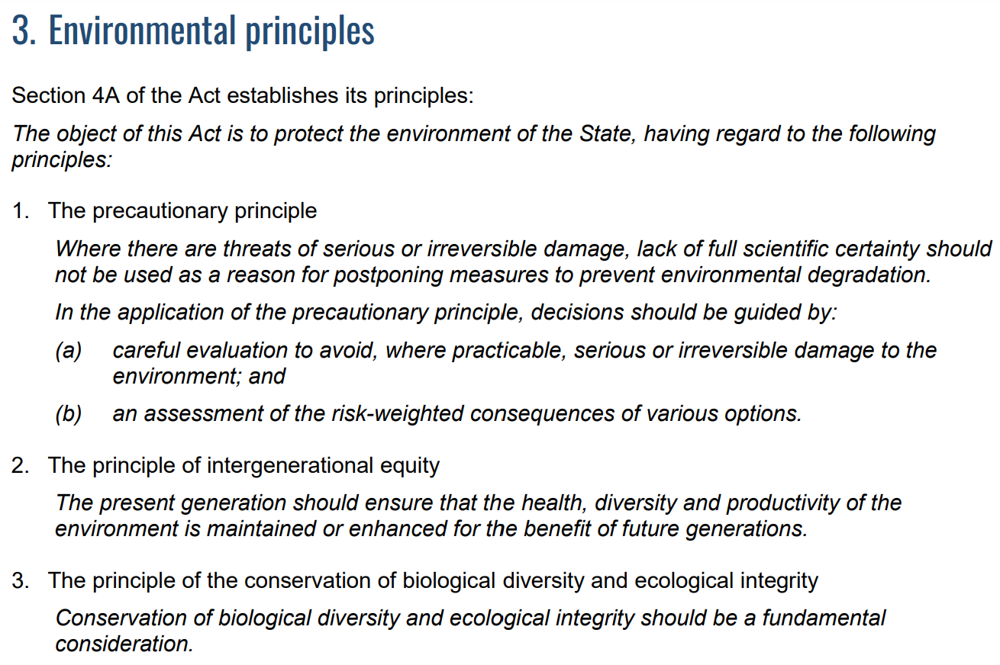 3. Environmental principles
Section 4A of the Act establishes its principles:
The object of this Act is to protect the environment of the State, having regard to the following
principles:
1. The precautionary principle
Where there are threats of serious or irreversible damage, lack of full scientific certainty should
not be used as a reason for postponing measures to prevent environmental degradation.
In the application of the precautionary principle, decisions should be guided by:
(a) careful evaluation to avoid, where practicable, serious or irreversible damage to the
environment; and
(b) an assessment of the risk-weighted consequences of various options.
2. The principle of intergenerational equity
The present generation should ensure that the health, diversity and productivity of the
environment is maintained or enhanced for the benefit of future generations.
3. The principle of the conservation of biological diversity and ecological integrity
Conservation of biological diversity and ecological integrity should be a fundamental
consideration.